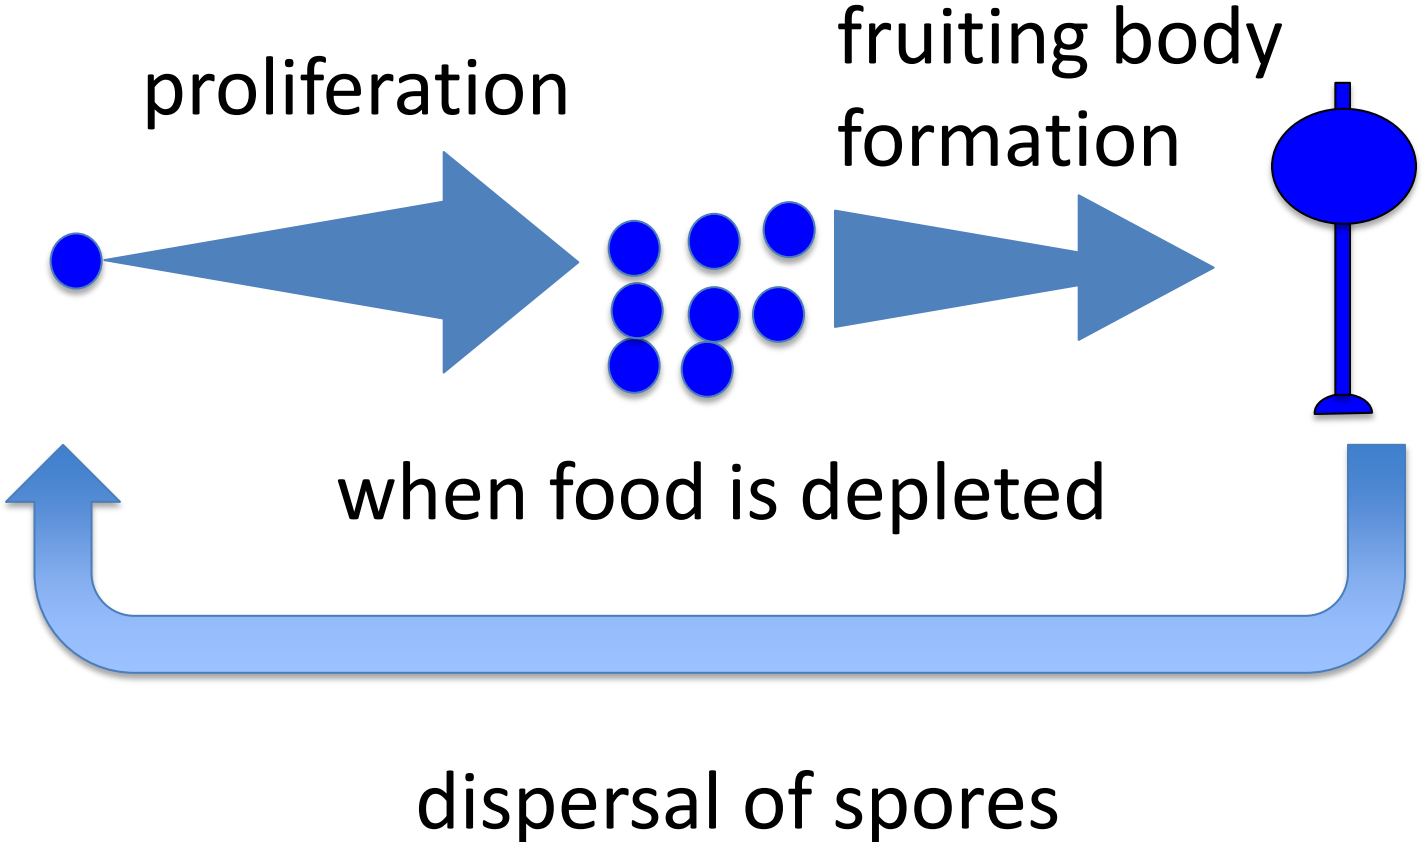 proliferation
fruiting body
formation
when food is depleted
dispersal of spores